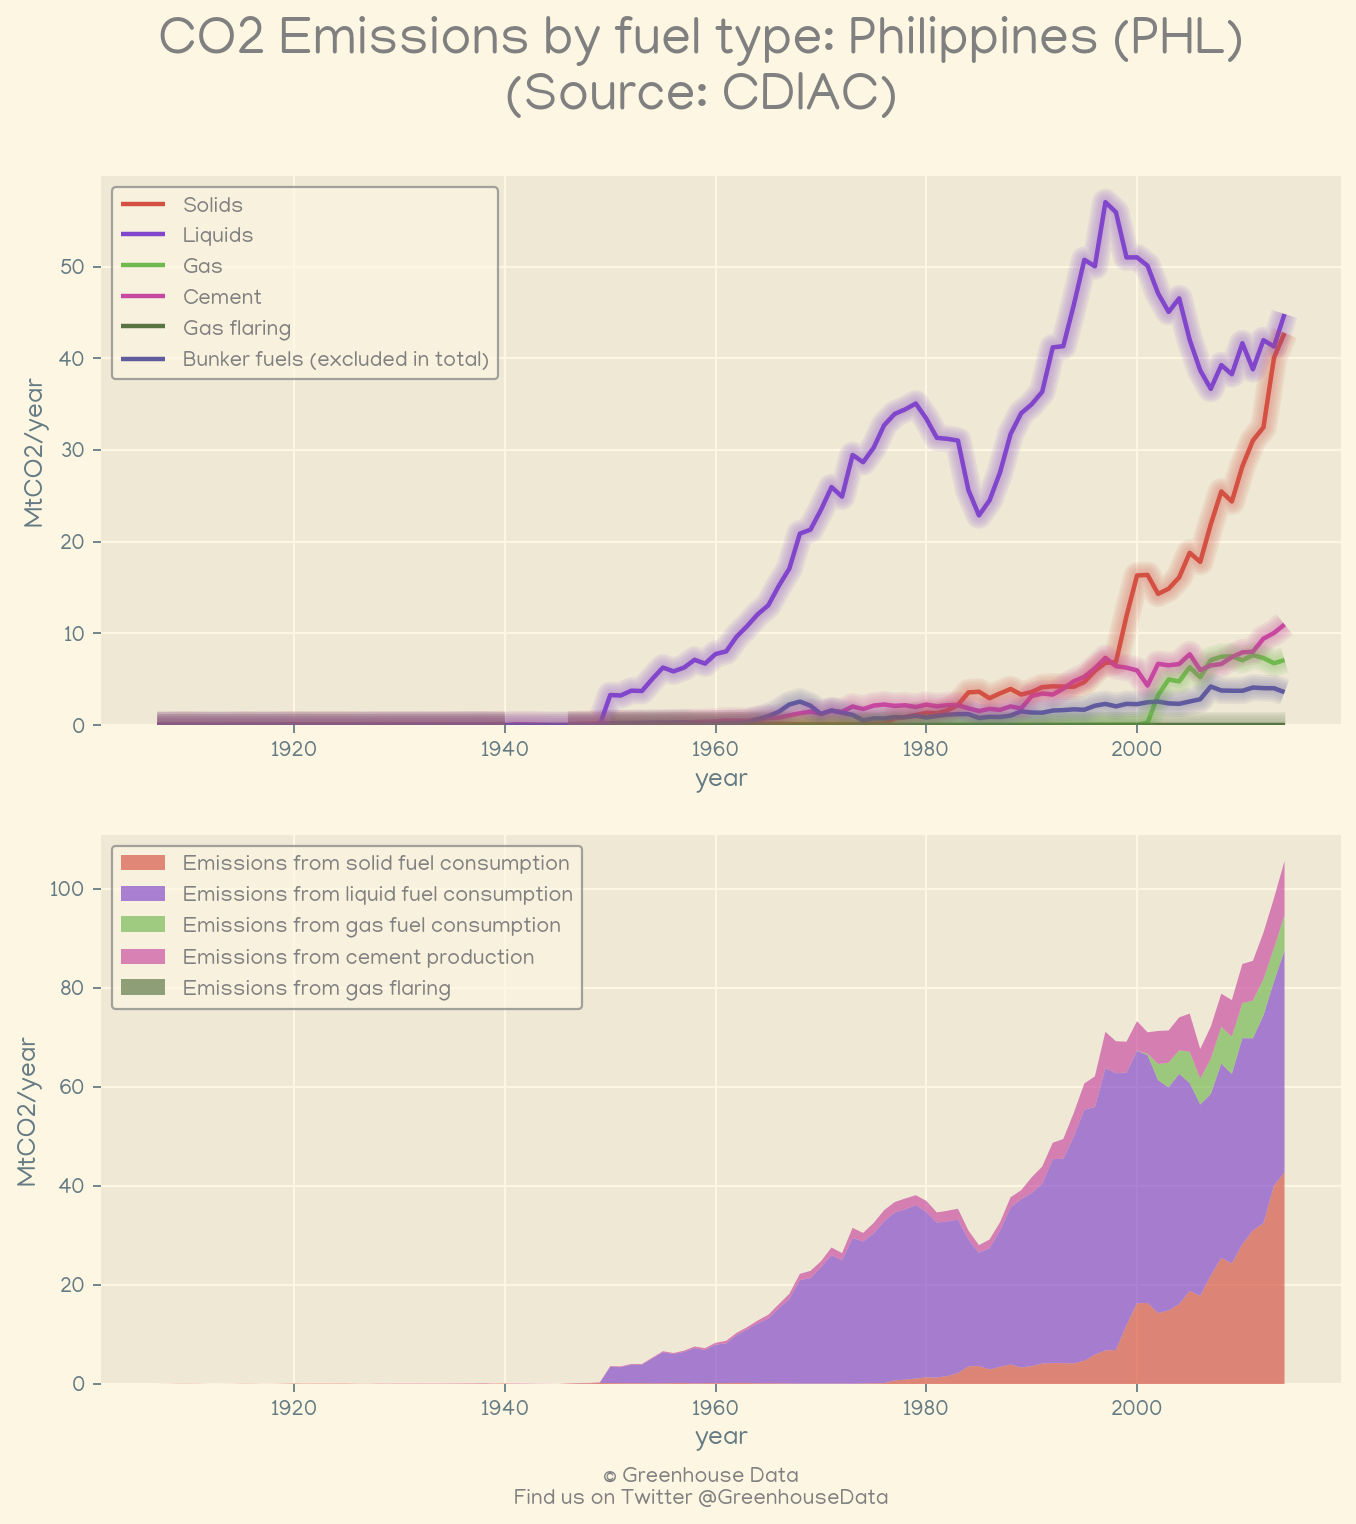 CO2 Emissions by fuel type: Philippines (PHL)
(Source: CDIAC)
Solids
Liquids
Gas
Cement
Gas flaring
Bunker fuels (excluded in total)
MtCO2/year
50
40
30
20
10
0
1920 1940 1960 1980 2000
year
Emissions from solid fuel consumption
Emissions from liquid fuel consumption
Emissions from gas fuel consumption
Emissions from cement production
Emissions from gas flaring
MtCO2/year
100
80
60
40
20
0
1920 1940 1960 1980 2000
year
© Greenhouse Data
Find us on Twitter @GreenhouseData